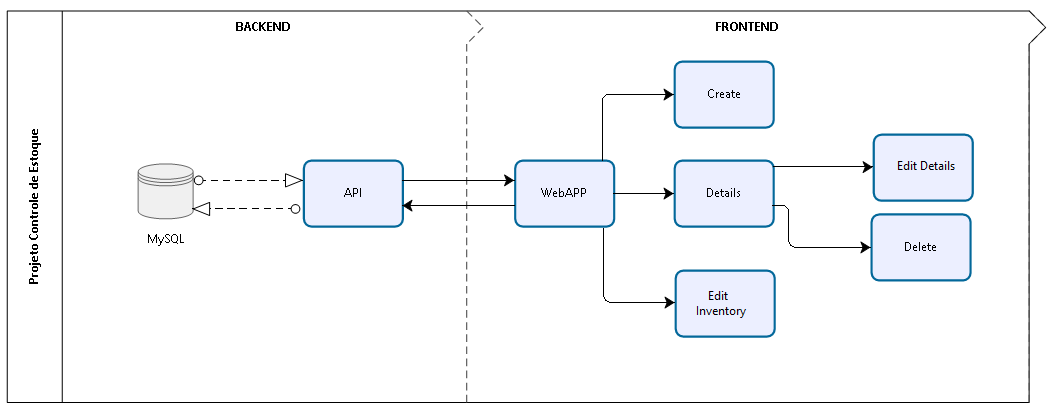 Projeto Controle de Estoque
BACKEND
FRONTEND
MySQL
API
WebAPP
Create
Details
Edit
Inventory
Edit Details
Delete